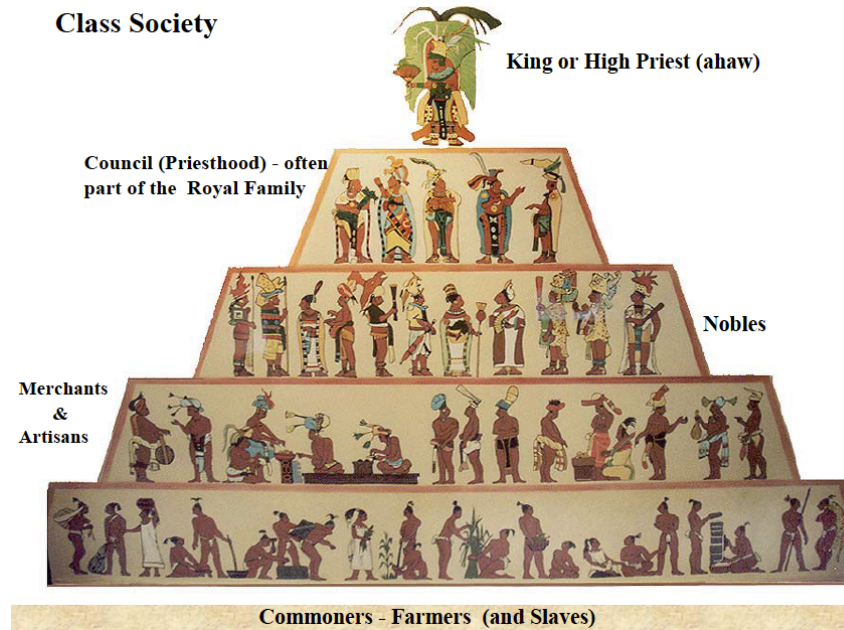 Class Society
King or High Priest (ahaw)
Council (Priesthood) - often
part of the Royal Family
Nobles
Merchants
&
Artisans
Commoners - Farmers (and Slaves)